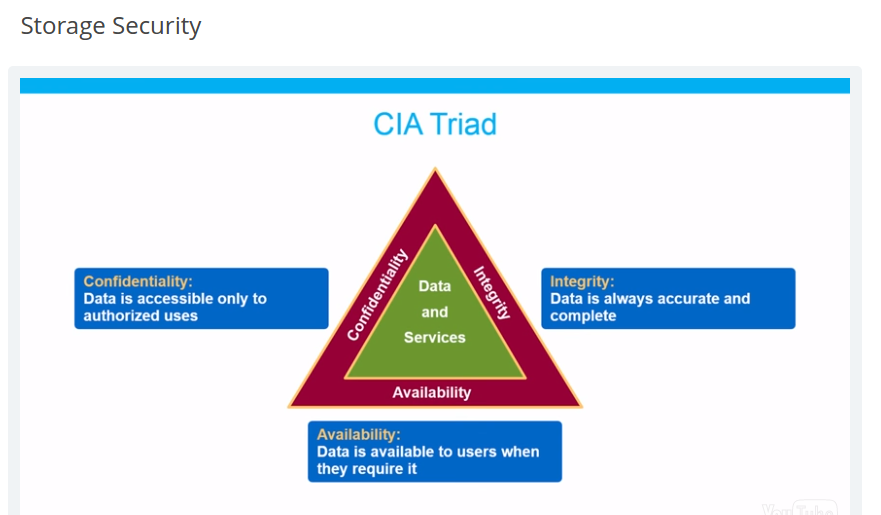 Storage Security
CIA Triad
Confidentiality:
Data is accessible only to
authorized uses
Confidentiality
Data
and
Services
Integrity
Integrity:
Data is always accurate and
complete
Availability
Availability:
Data is available to users when
they require it
YouTube